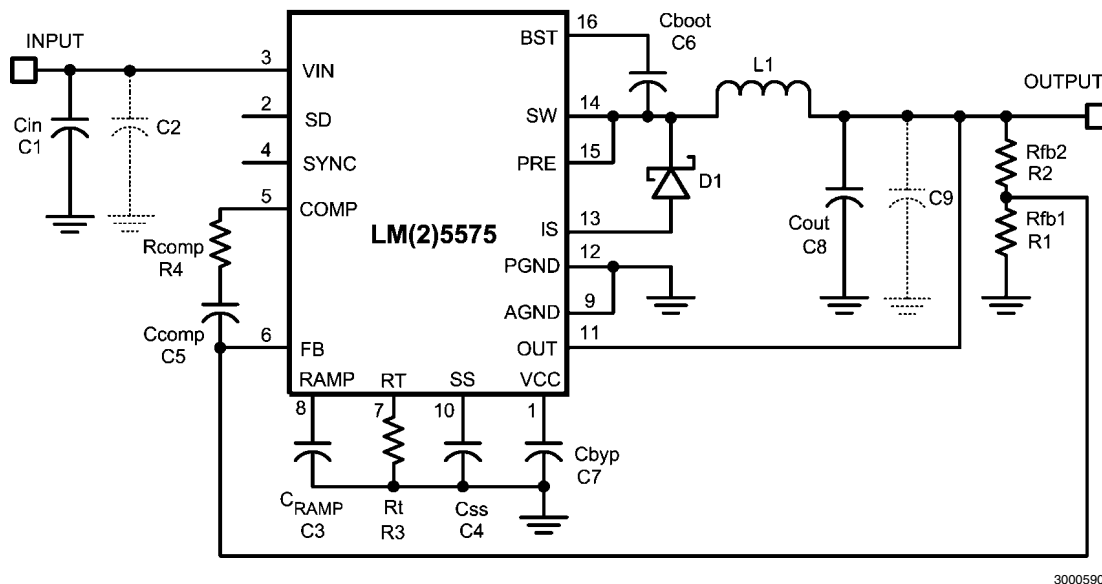 INPUT
Cin
C1
C2
3
VIN
2
SD
4
SYNC
5
COMP
Rcomp
R4
Ccomp
C5
6
FB
LM(2)5575
RAMP
RT
SS
VCC
8
7
10
1
C RAMP
C3
Rt
R3
Css
C4
Cbyp
C7
16
BST
Cboot
C6
14
SW
15
PRE
13
IS
12
PGND
9
AGND
11
OUT
D1
L1
OUTPUT
Cout
C8
C9
Rfb2
R2
Rfb1
R1